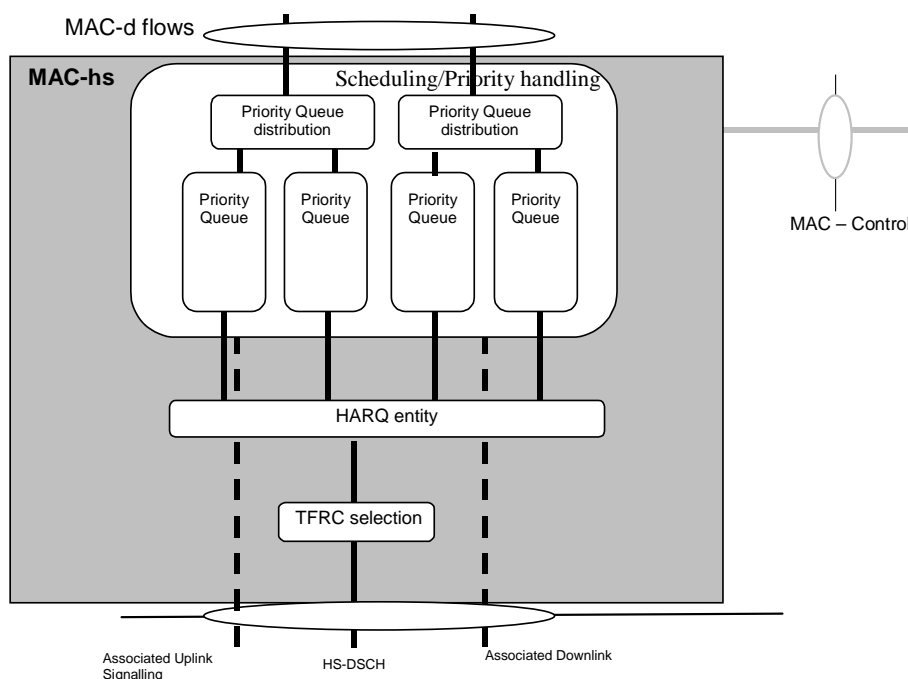 MAC-d flows
MAC-hs
Scheduling/Priority handling
Priority Queue
distribution
Priority Queue
distribution
Priority
Queue
Priority
Queue
Priority
Queue
Priority
Queue
MAC – Control
HARQ entity
TFRC selection
Associated Uplink
Signalling
HS-DSCH
Associated Downlink